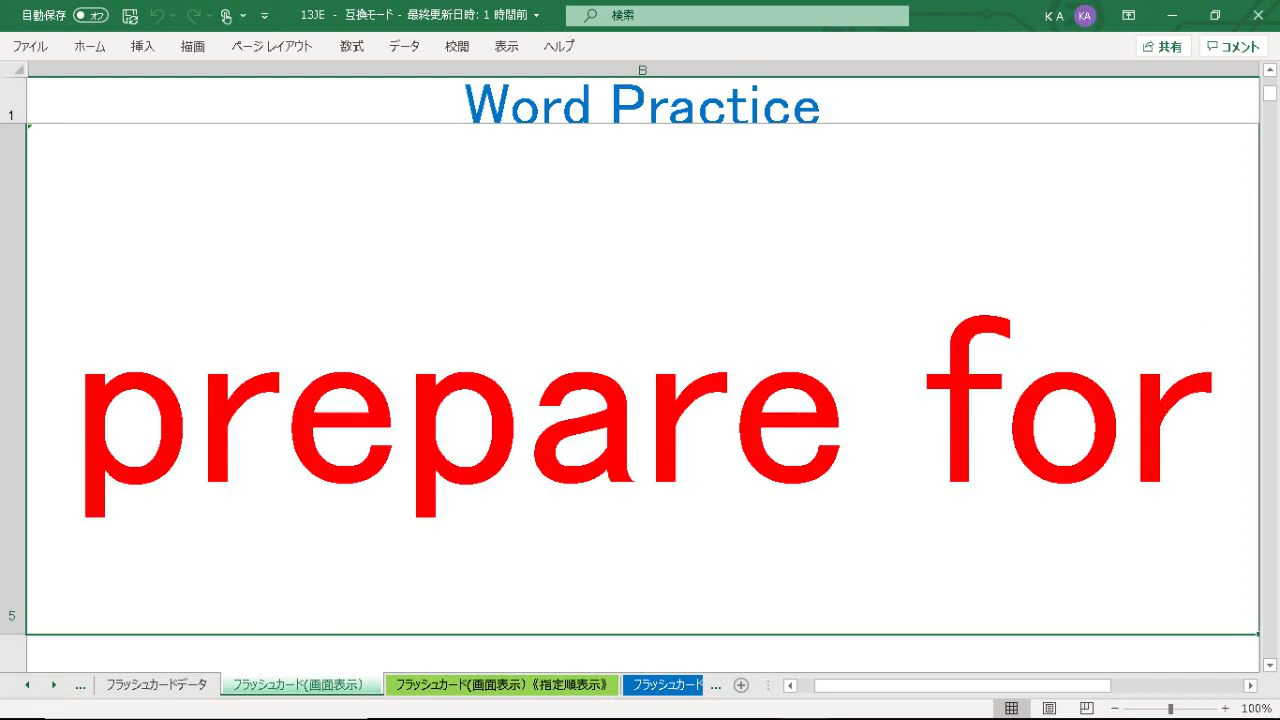 自動保存 オフ 13JE - 互換モード - 最終更新日時: 1 時間前 検索 K A KA
ファイル ホーム 挿入 描画 ページ レイアウト 数式 データ 校閲 表示 ヘルプ 共有 コメント
B
1 Word Practice
prepare for
5
... フラッシュカードデータ フラッシュカード(画面表示) フラッシュカード(画面表示)《指定順表示》 フラッシュカード ...
100%